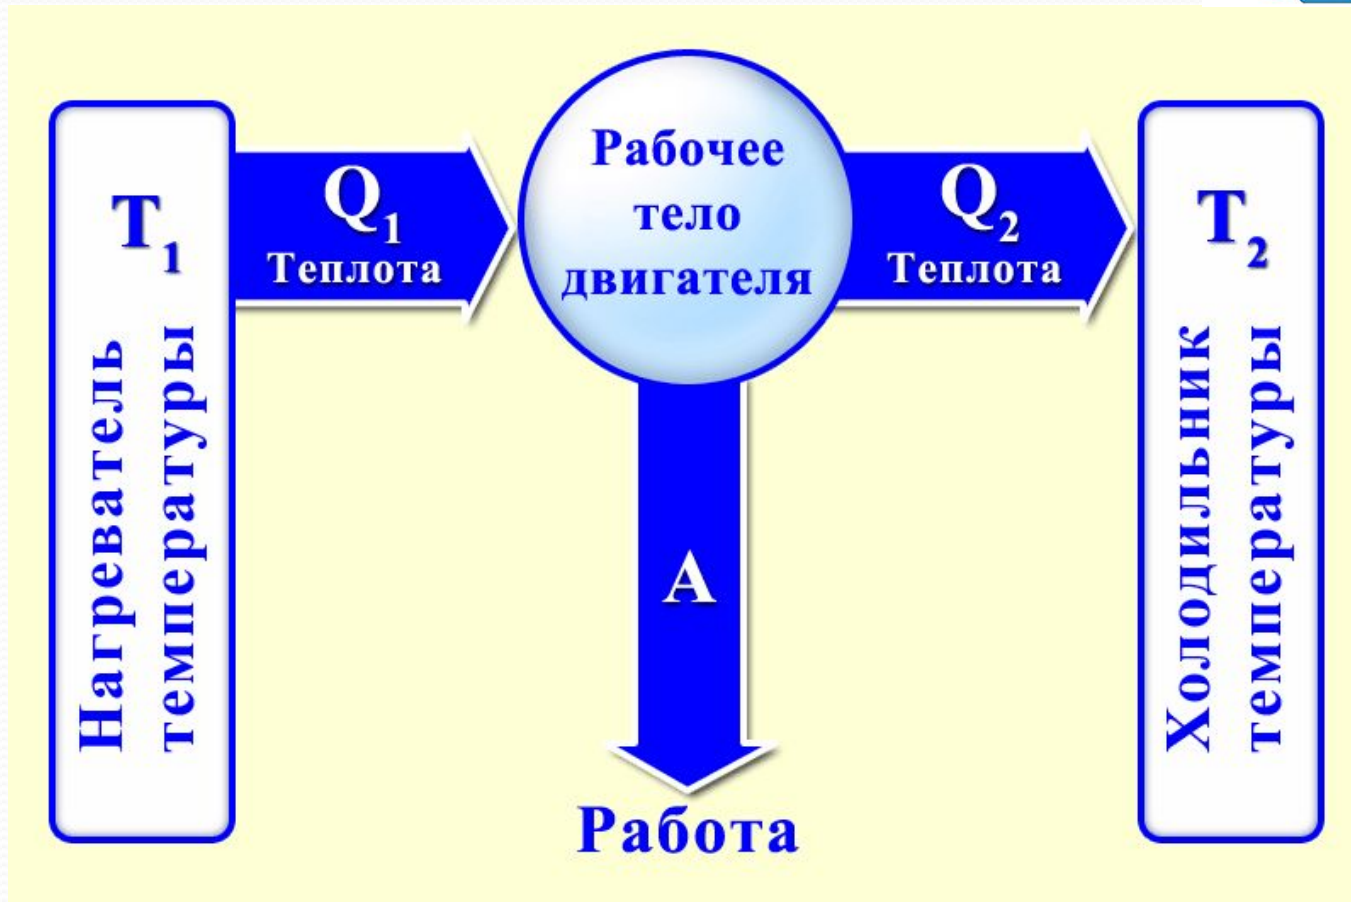 T₁
Нагреватель
температуры
Q₁
Теплота
Рабочее
тело
двигателя
Q₂
Теплота
T₂
Холодильник
температуры
A
Работа